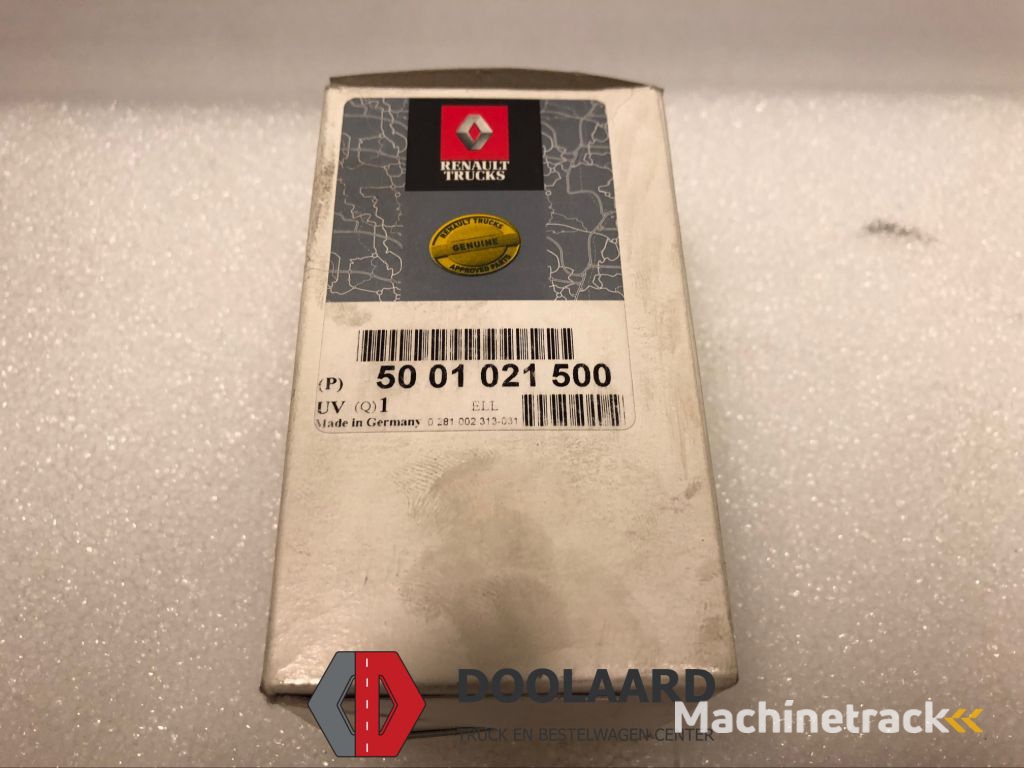 RENAULT
TRUCKS
RENAULT TRUCKS
GENUINE
APPROVED PARTS
(P) 50 01 021 500
UV (Q)1 ELL
Made in Germany 0 281 002 313-031
DOOLAARD
TRUCK EN BESTELWAGEN CENTER
Machinetrack